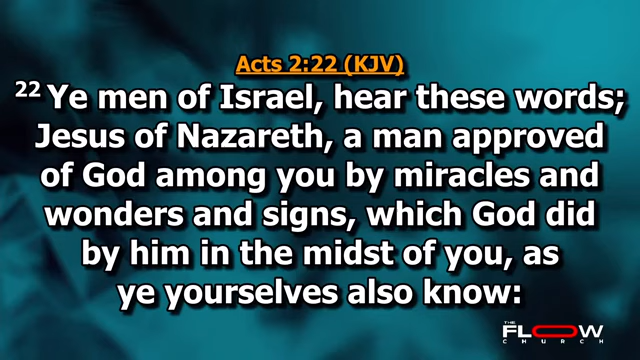 Acts 2:22 (KJV)
22 Ye men of Israel, hear these words;
Jesus of Nazareth, a man approved
of God among you by miracles and
wonders and signs, which God did
by him in the midst of you, as
ye yourselves also know:
THE
FLOW
CHURCH